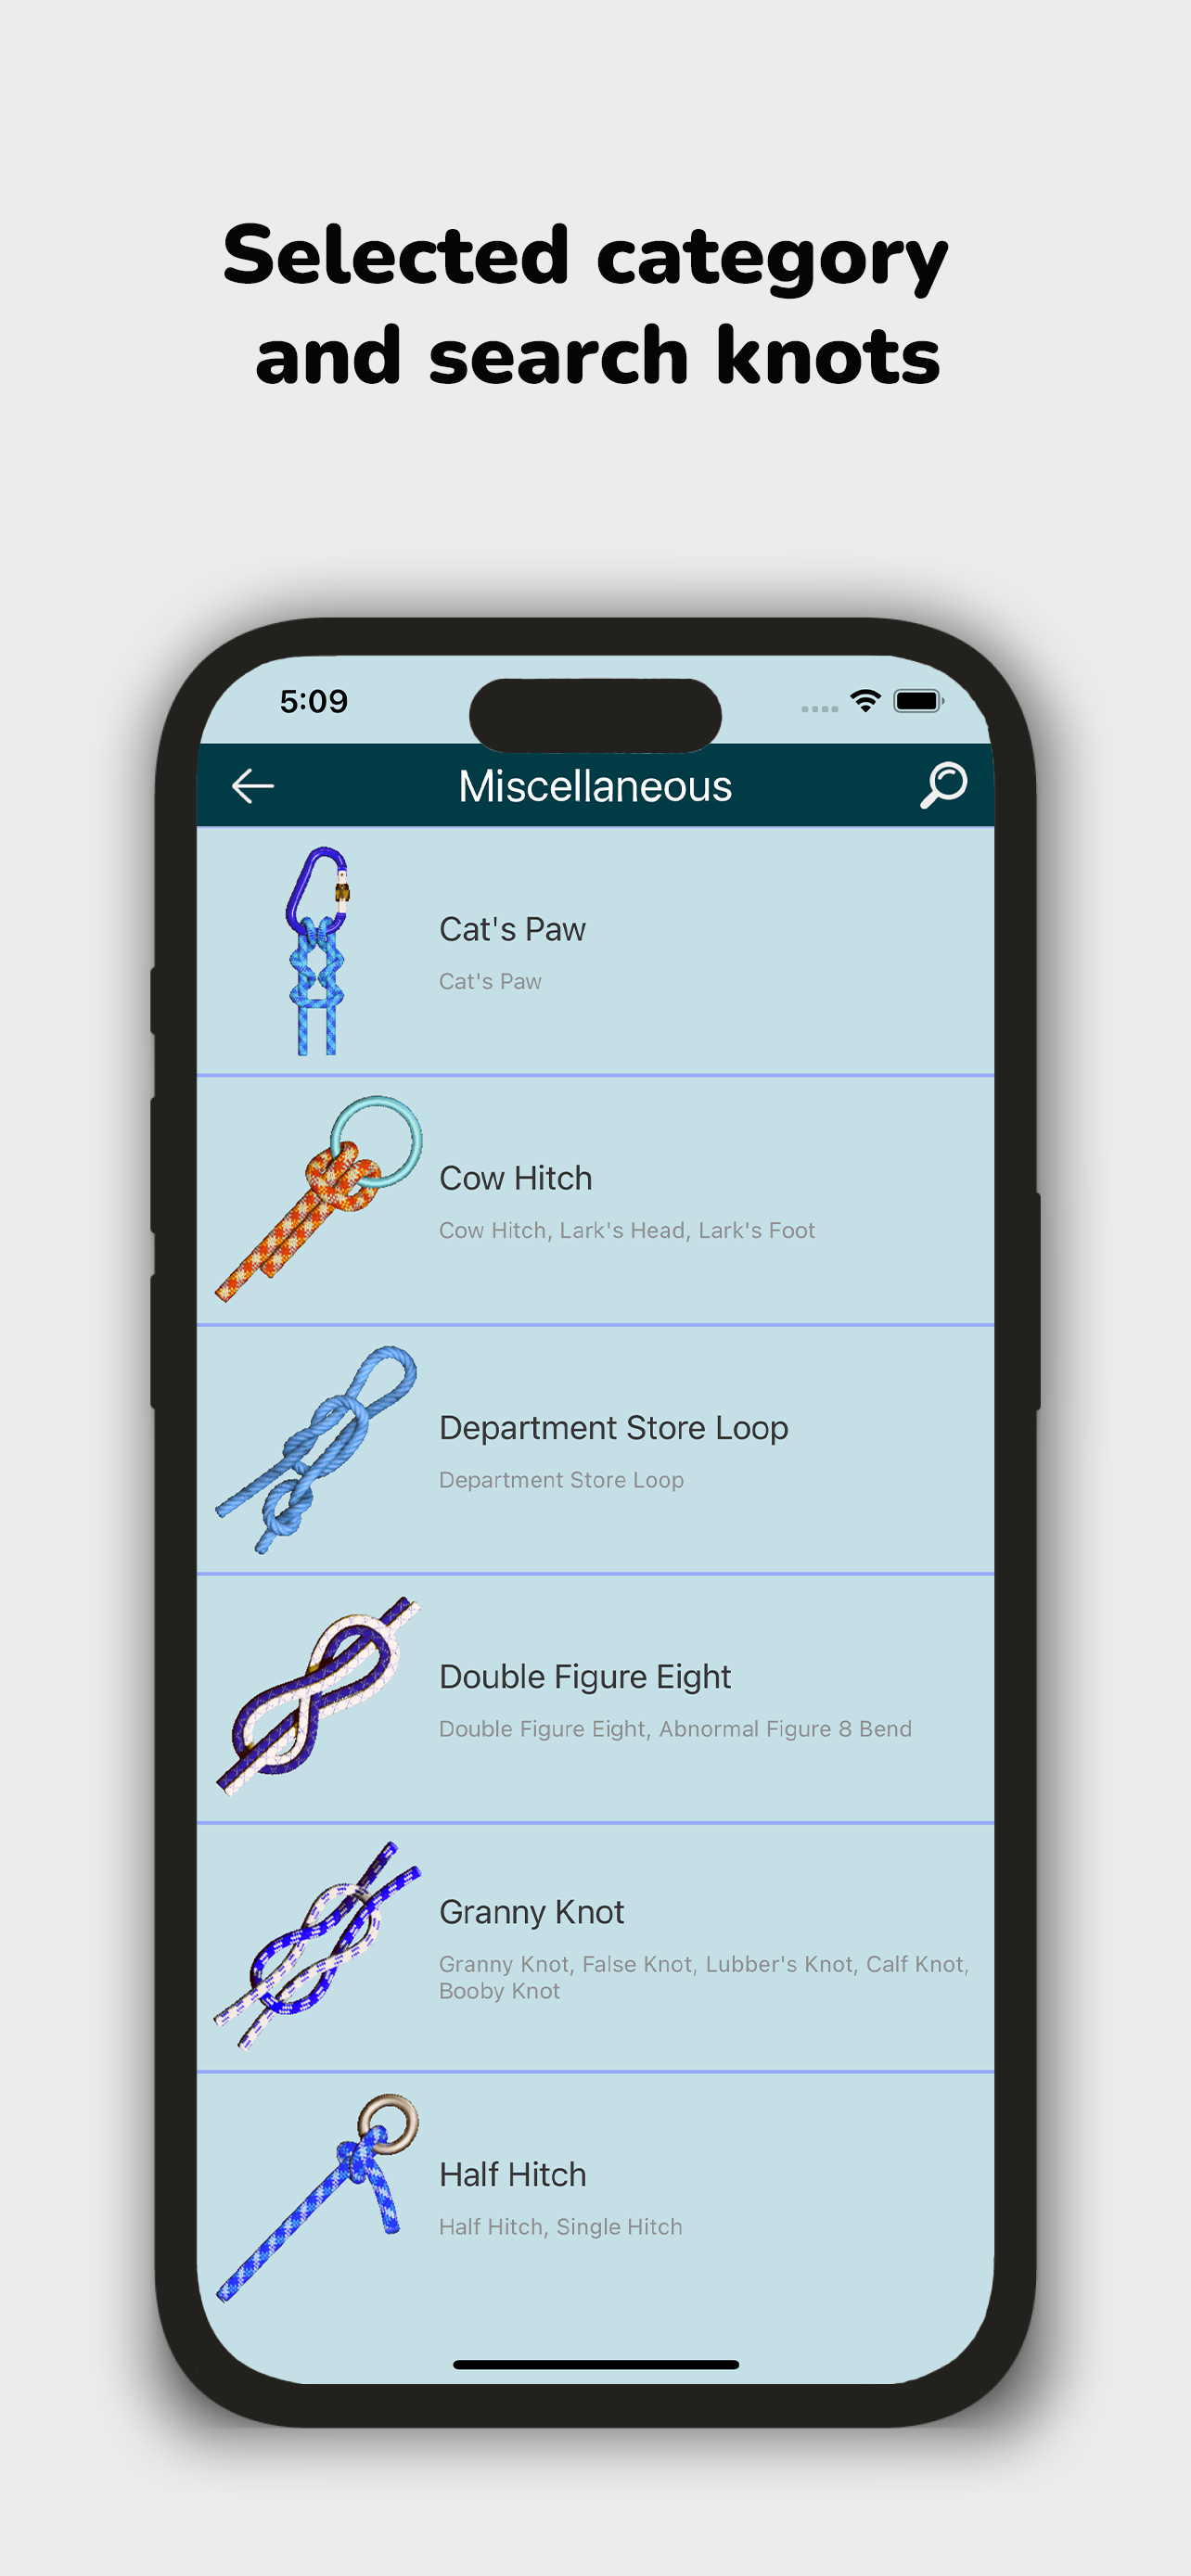 Selected category
and search knots
5:09
Miscellaneous
Cat's Paw
Cat's Paw
Cow Hitch
Cow Hitch, Lark's Head, Lark's Foot
Department Store Loop
Department Store Loop
Double Figure Eight
Double Figure Eight, Abnormal Figure 8 Bend
Granny Knot
Granny Knot, False Knot, Lubber's Knot, Calf Knot,
Booby Knot
Half Hitch
Half Hitch, Single Hitch